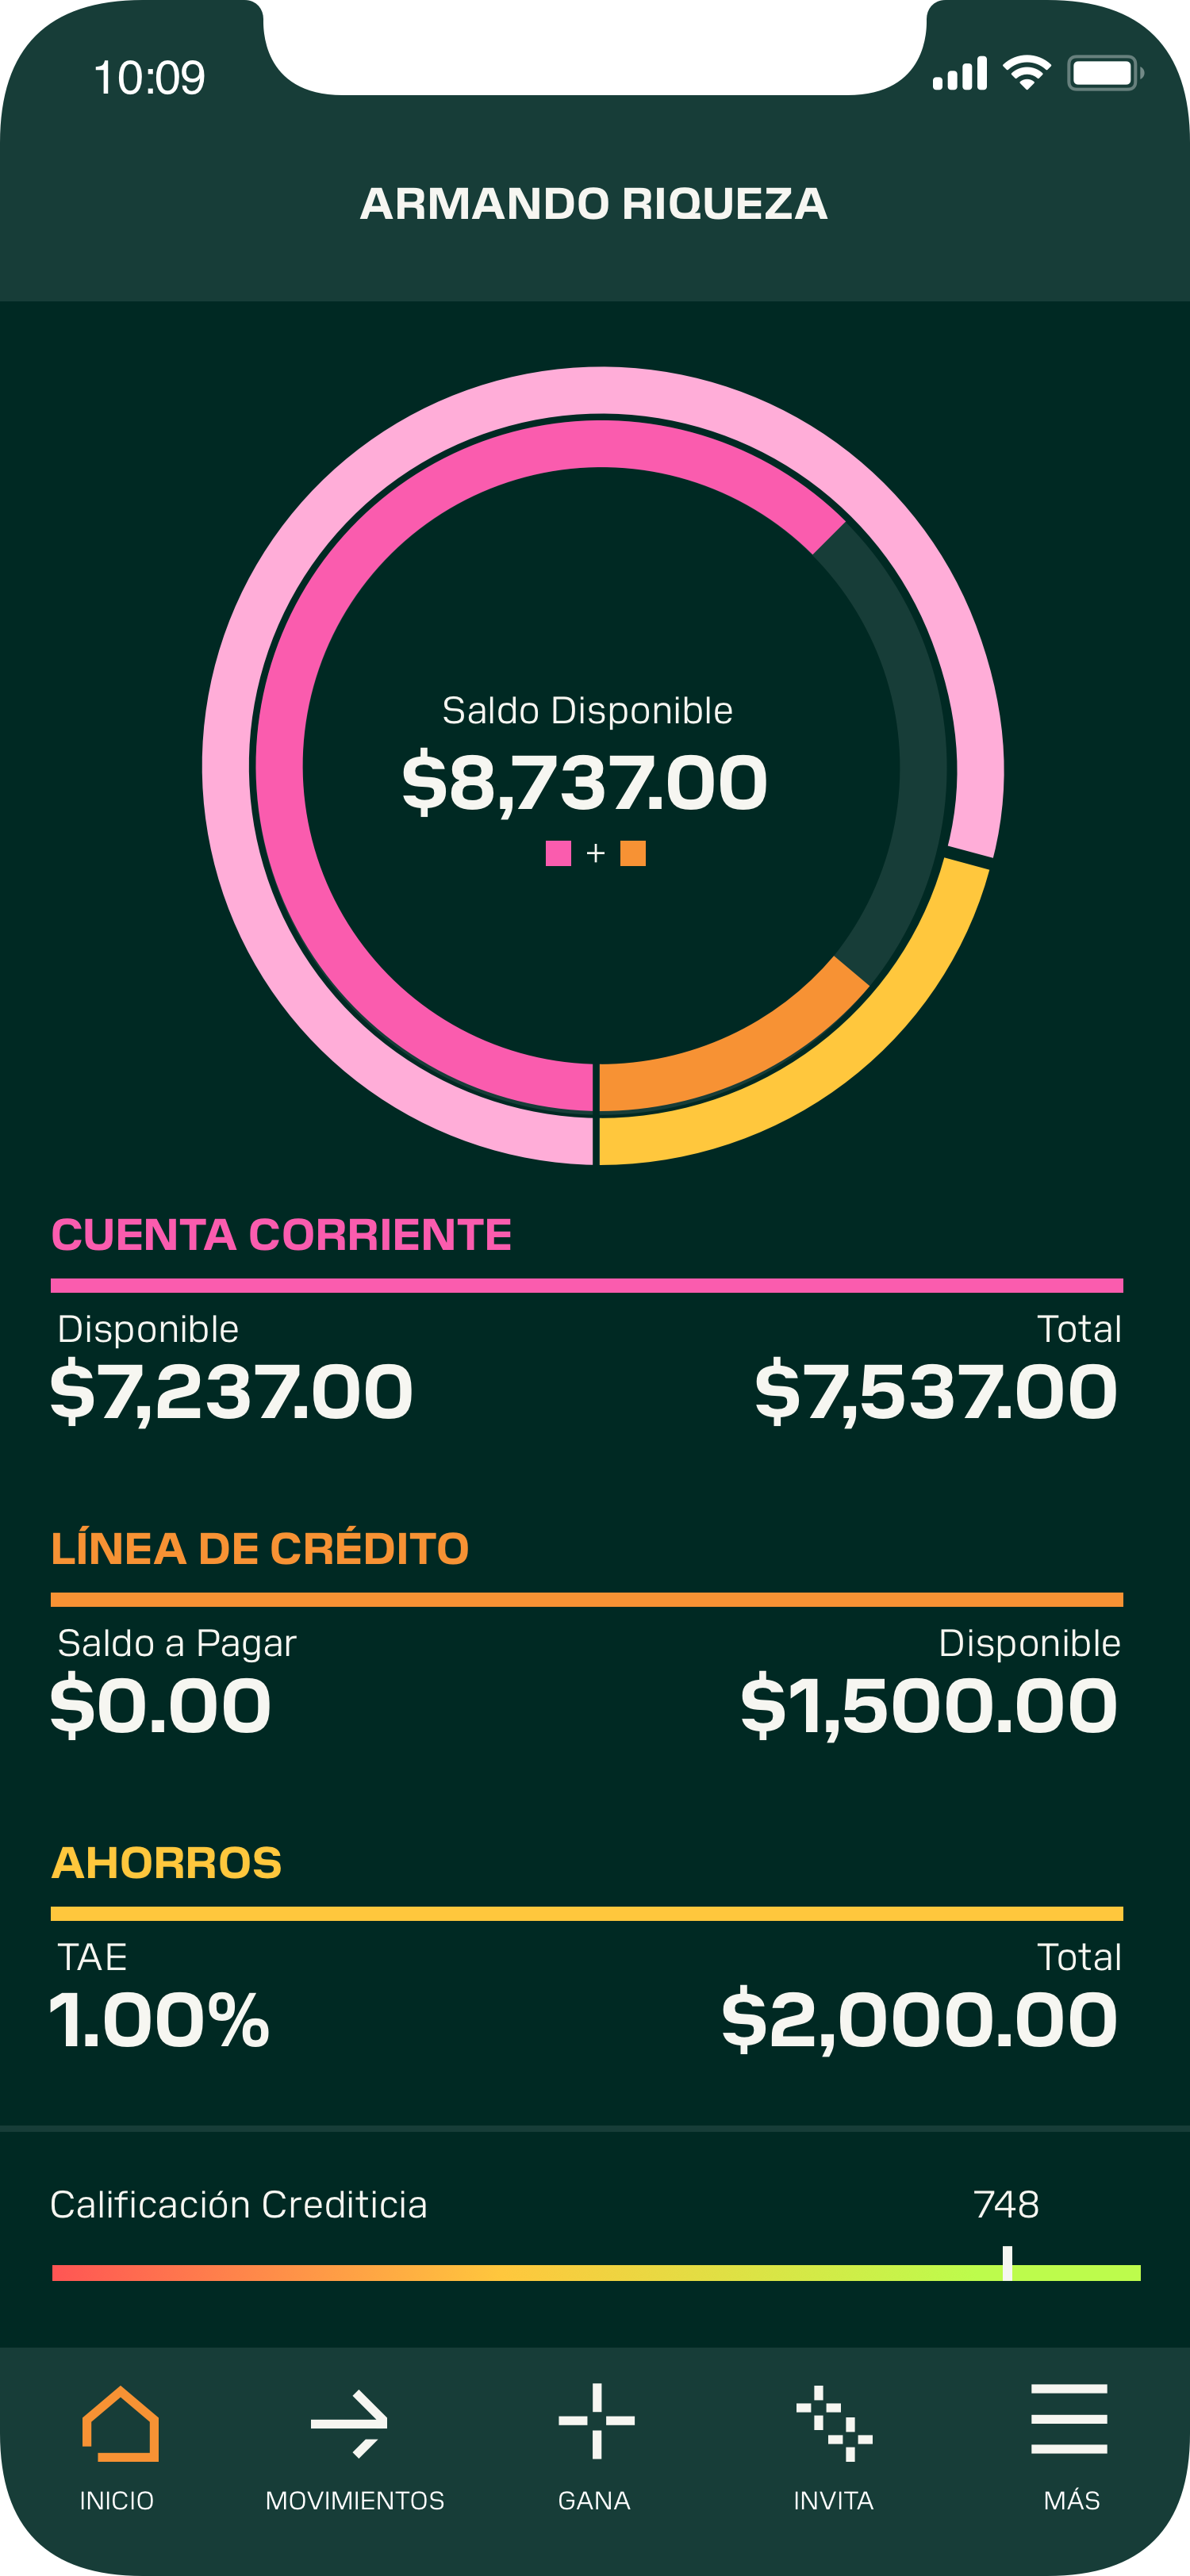 10:09
ARMANDO RIQUEZA
Saldo Disponible
$8,737.00
+
CUENTA CORRIENTE
Disponible Total
$7,237.00 $7,537.00
LÍNEA DE CRÉDITO
Saldo a Pagar Disponible
$0.00 $1,500.00
AHORROS
TAE Total
1.00% $2,000.00
Calificación Crediticia 748
INICIO MOVIMIENTOS GANA INVITA MÁS